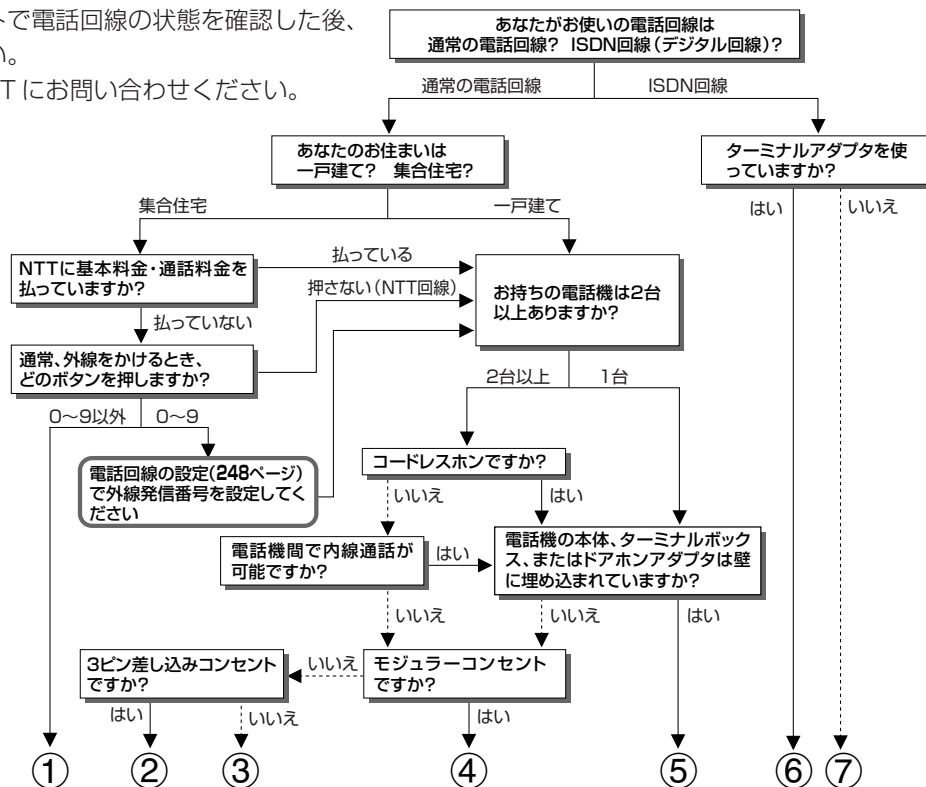 トで電話回線の状態を確認した後、
い。
Tにお問い合わせください。
あなたがお使いの電話回線は
通常の電話回線? ISDN回線(デジタル回線)?
通常の電話回線
ISDN回線
あなたのお住まいは
一戸建て? 集合住宅?
ターミナルアダプタを使
っていますか?
集合住宅
一戸建て
はい
いいえ
NTTに基本料金・通話料金を
払っていますか?
払っている
押さない(NTT回線)
お持ちの電話機は2台
以上ありますか?
払っていない
通常、外線をかけるとき、
どのボタンを押しますか?
2台以上
1台
0〜9以外
0〜9
電話回線の設定(248ページ)
で外線発信番号を設定してく
ださい
コードレスホンですか?
いいえ
はい
電話機間で内線通話が
可能ですか?
はい
電話機の本体、ターミナルボック
ス、またはドアホンアダプタは壁
に埋め込まれていますか?
いいえ
いいえ
はい
3ピン差し込みコンセント
ですか?
いいえ
モジュラーコンセント
ですか?
はい
いいえ
はい
① ② ③ ④ ⑤ ⑥ ⑦